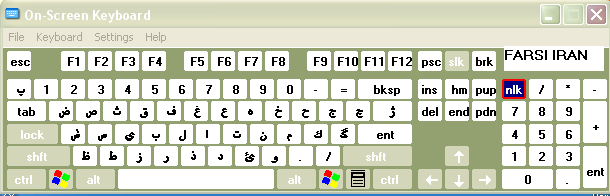 On-Screen Keyboard
File Keyboard Settings Help
esc F1 F2 F3 F4 F5 F6 F7 F8 F9 F10 F11 F12 psc slk brk FARSI IRAN
پ 1 2 3 4 5 6 7 8 9 0 - = bksp ins hm pup nlk / * -
tab ض ص ث ق ف غ ع ه خ ح ج چ ژ del end pdn 7 8 9 +
lock ش س ي ب ل ا ت ن م ک گ ent 4 5 6
shft ظ ط ز ر ذ د ئ و . / shft ↑ 1 2 3 ent
ctrl alt alt ctrl ← ↓ → 0 .